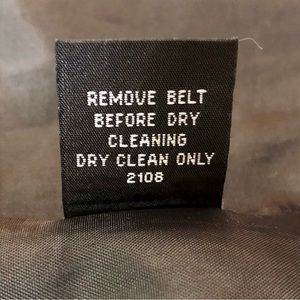 REMOVE BELT
BEFORE DRY
CLEANING
DRY CLEAN ONLY
2108